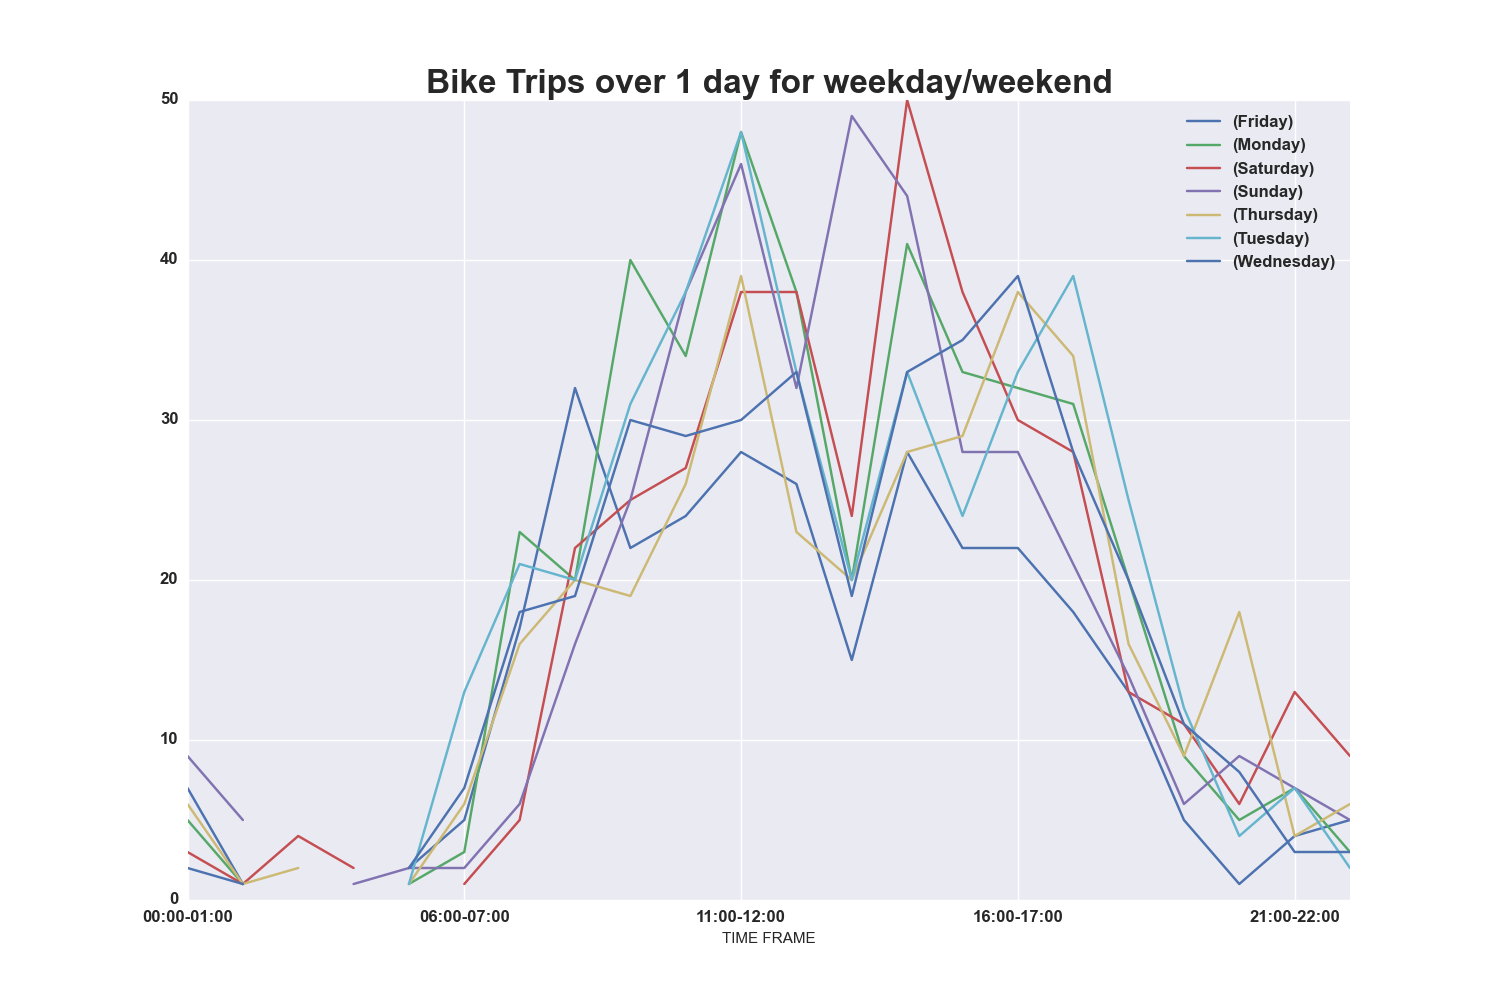 Bike Trips over 1 day for weekday/weekend
50
40
30
20
10
0
(Friday)
(Monday)
(Saturday)
(Sunday)
(Thursday)
(Tuesday)
(Wednesday)
00:00-01:00 06:00-07:00 11:00-12:00 16:00-17:00 21:00-22:00
TIME FRAME